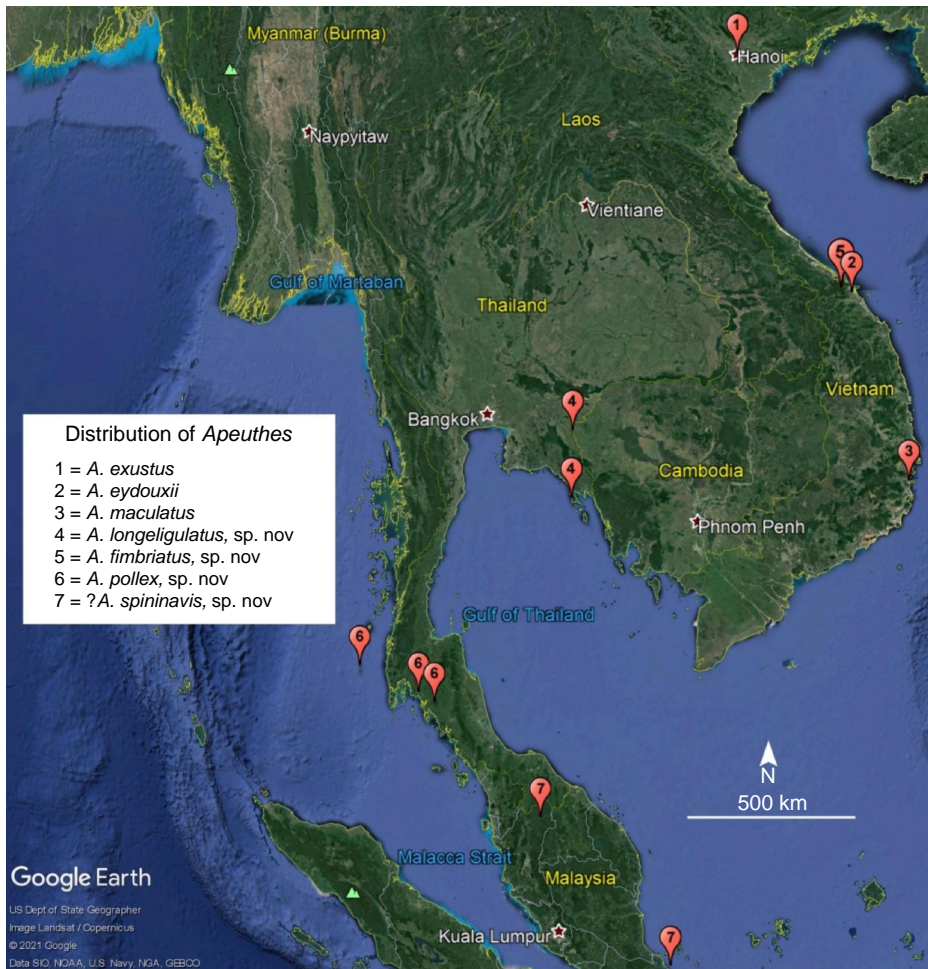 1
Myanmar (Burma)
Hanoi
Laos
Naypyitaw
Vientiane
5
2
Gulf of Martaban
Thailand
Vietnam
4
Bangkok
Distribution of Apeuthes
1 = A. exustus
2 = A. eydouxii
3 = A. maculatus
4 = A. longeligulatus, sp. nov
5 = A. fimbriatus, sp. nov
6 = A. pollex, sp. nov
7 = ?A. spininavis, sp. nov
3
4
Cambodia
Phnom Penh
Gulf of Thailand
6
6
6
N
500 km
7
Malacca Strait
Malaysia
Google Earth
US Dept of State Geographer
Image Landsat / Copernicus
© 2021 Google
Data SIO, NOAA, U.S. Navy, NGA, GEBCO
Kuala Lumpur
7